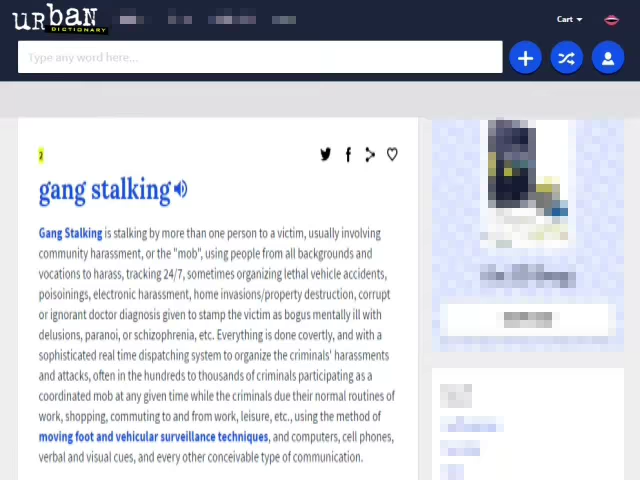 urban
DICTIONARY
Cart
Type any word here...
2
gang stalking
Gang Stalking is stalking by more than one person to a victim, usually involving
community harassment, or the "mob", using people from all backgrounds and
vocations to harass, tracking 24/7, sometimes organizing lethal vehicle accidents,
poisoinings, electronic harassment, home invasions/property destruction, corrupt
or ignorant doctor diagnosis given to stamp the victim as bogus mentally ill with
delusions, paranoi, or schizophrenia, etc. Everything is done covertly, and with a
sophisticated real time dispatching system to organize the criminals' harassments
and attacks, often in the hundreds to thousands of criminals participating as a
coordinated mob at any given time while the criminals due their normal routines of
work, shopping, commuting to and from work, leisure, etc., using the method of
moving foot and vehicular surveillance techniques, and computers, cell phones,
verbal and visual cues, and every other conceivable type of communication.